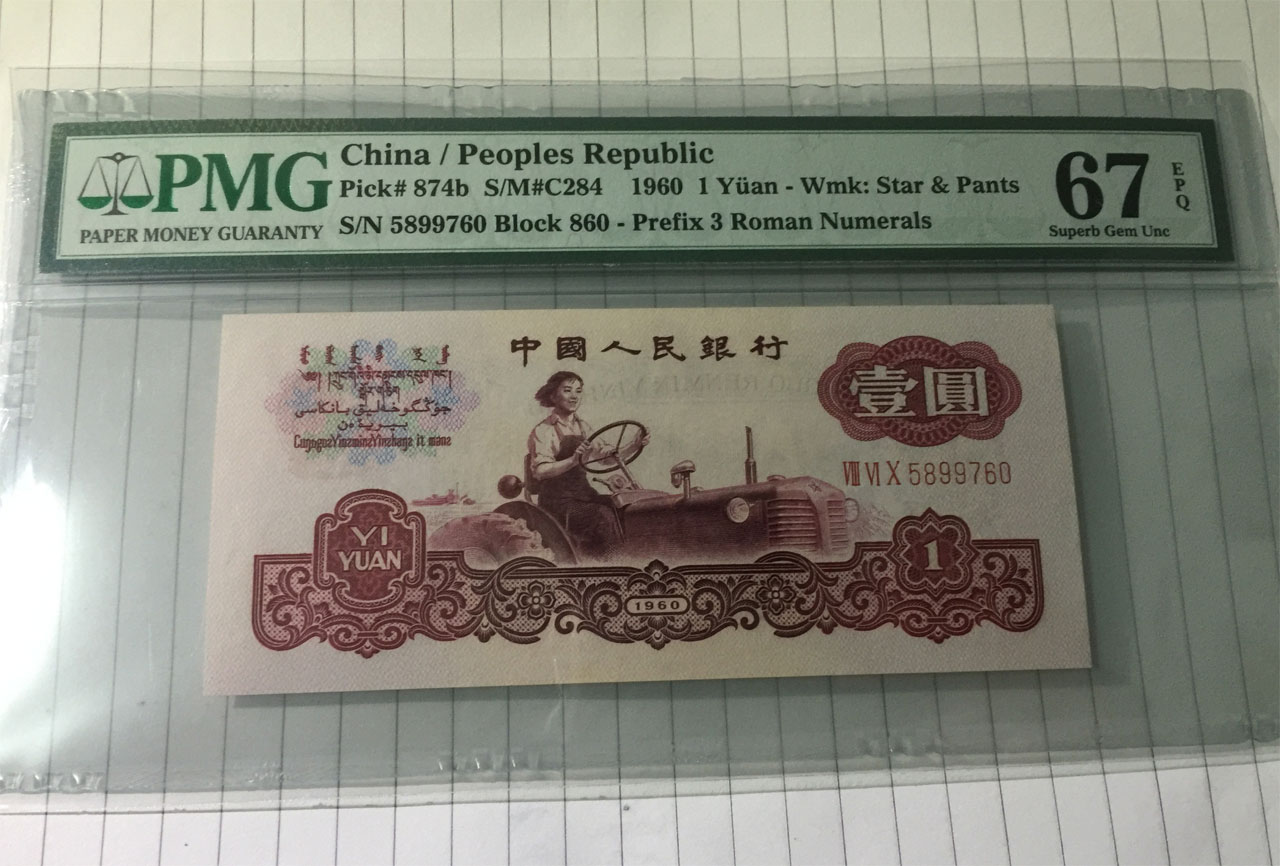 PMG
PAPER MONEY GUARANTY
China / Peoples Republic
Pick# 874b S/M#C284 1960 1 Yüan - Wmk: Star & Pants
S/N 5899760 Block 860 - Prefix 3 Roman Numerals
67
EPQ
Superb Gem Unc
中國人民銀行
壹圓
VIII VI X 5899760
YI
YUAN
1
1960